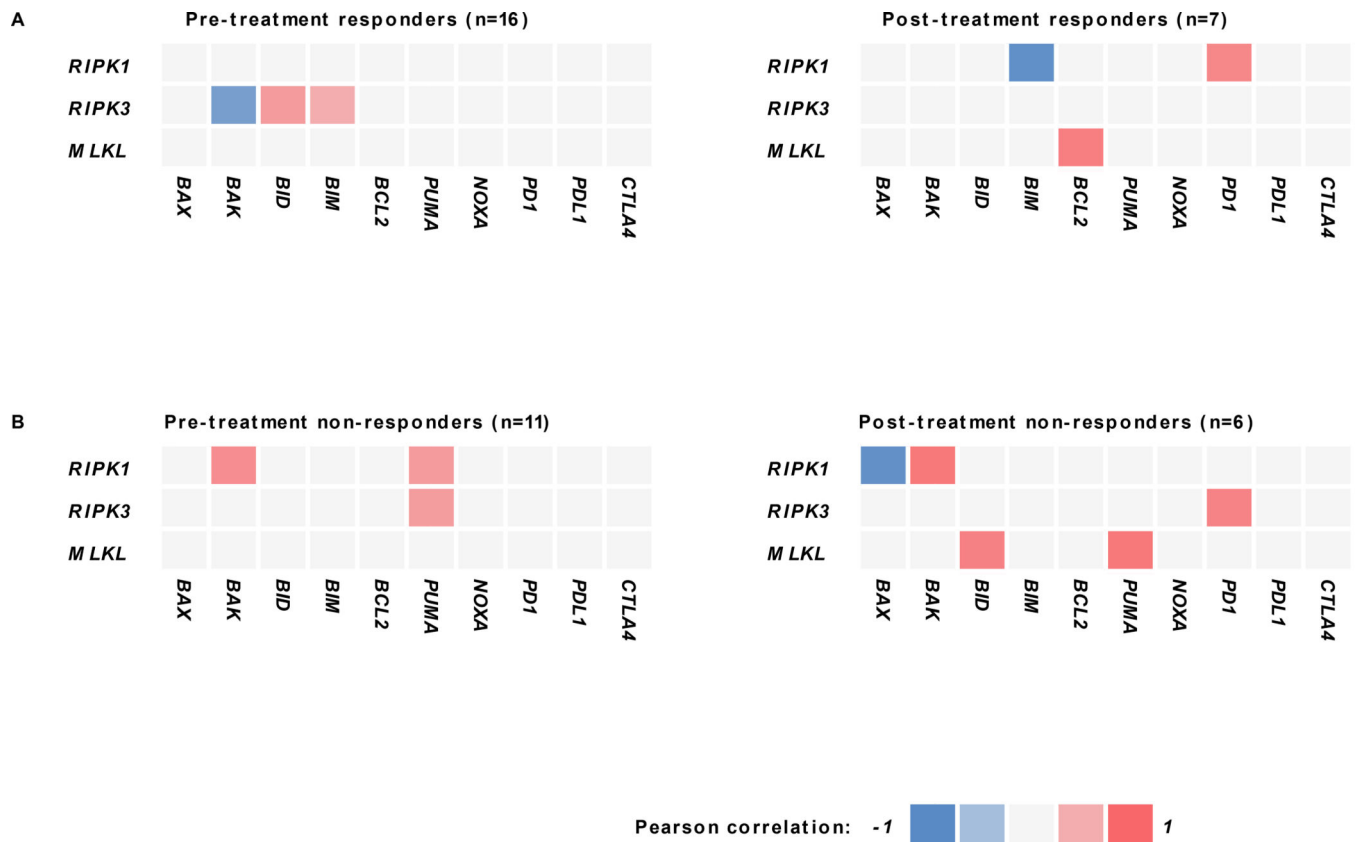 A
Pre-treatment responders (n=16)
RIPK1
RIPK3
MLKL
BAX BAK BID BIM BCL2 PUMA NOXA PD1 PDL1 CTLA4
Post-treatment responders (n=7)
RIPK1
RIPK3
MLKL
BAX BAK BID BIM BCL2 PUMA NOXA PD1 PDL1 CTLA4
B
Pre-treatment non-responders (n=11)
RIPK1
RIPK3
MLKL
BAX BAK BID BIM BCL2 PUMA NOXA PD1 PDL1 CTLA4
Post-treatment non-responders (n=6)
RIPK1
RIPK3
MLKL
BAX BAK BID BIM BCL2 PUMA NOXA PD1 PDL1 CTLA4
Pearson correlation: -1 1